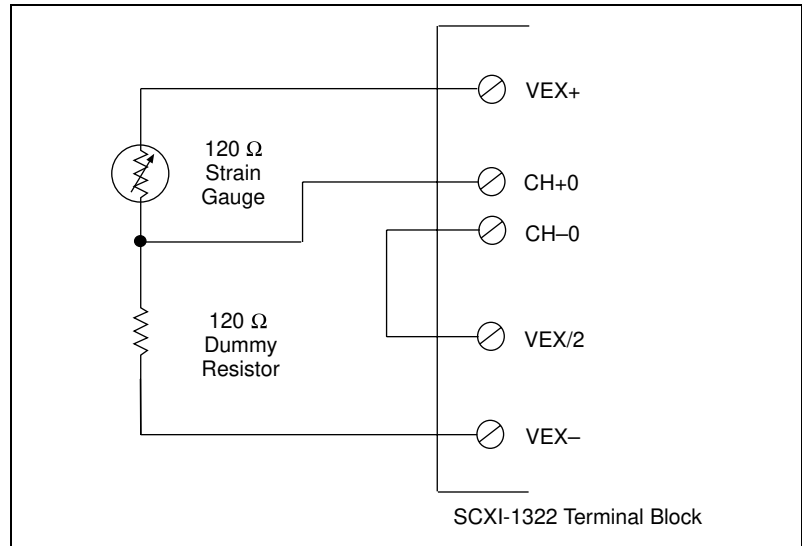 VEX+
120 Ω
Strain
Gauge
CH+0
CH–0
120 Ω
Dummy
Resistor
VEX/2
VEX–
SCXI-1322 Terminal Block